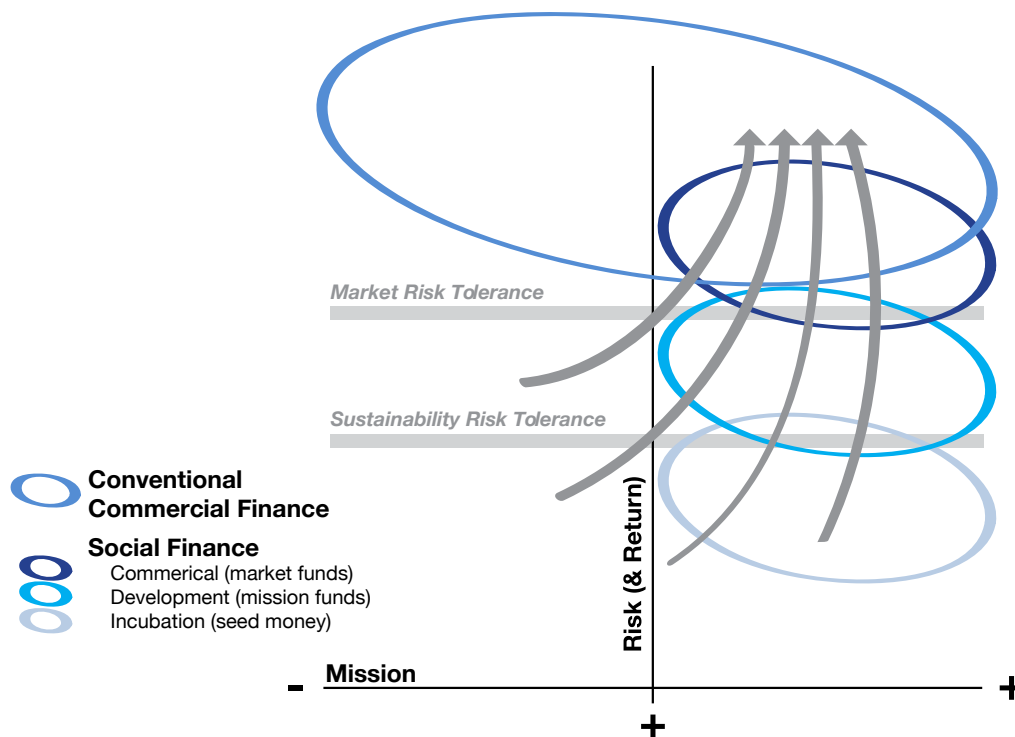 Market Risk Tolerance
Sustainability Risk Tolerance
Conventional
Commercial Finance
Social Finance
Commerical (market funds)
Development (mission funds)
Incubation (seed money)
Risk (& Return)
Mission
-
+
+